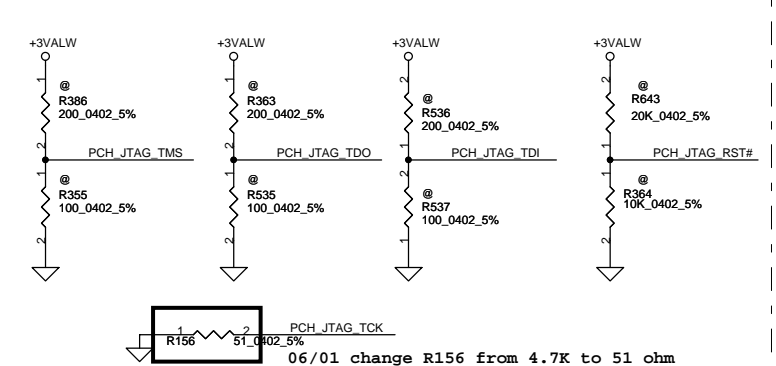 +3VALW +3VALW +3VALW +3VALW
1 1 2 2
@ @ @ @
R386 R363 R536 R643
200_0402_5% 200_0402_5% 200_0402_5% 20K_0402_5%
2 2 1 1
PCH_JTAG_TMS PCH_JTAG_TDO PCH_JTAG_TDI PCH_JTAG_RST#
1 1 2 1
@ @ @ @
R355 R535 R537 R364
100_0402_5% 100_0402_5% 100_0402_5% 10K_0402_5%
2 2 1 2
1 2 PCH_JTAG_TCK
R156 51_0402_5%
06/01 change R156 from 4.7K to 51 ohm